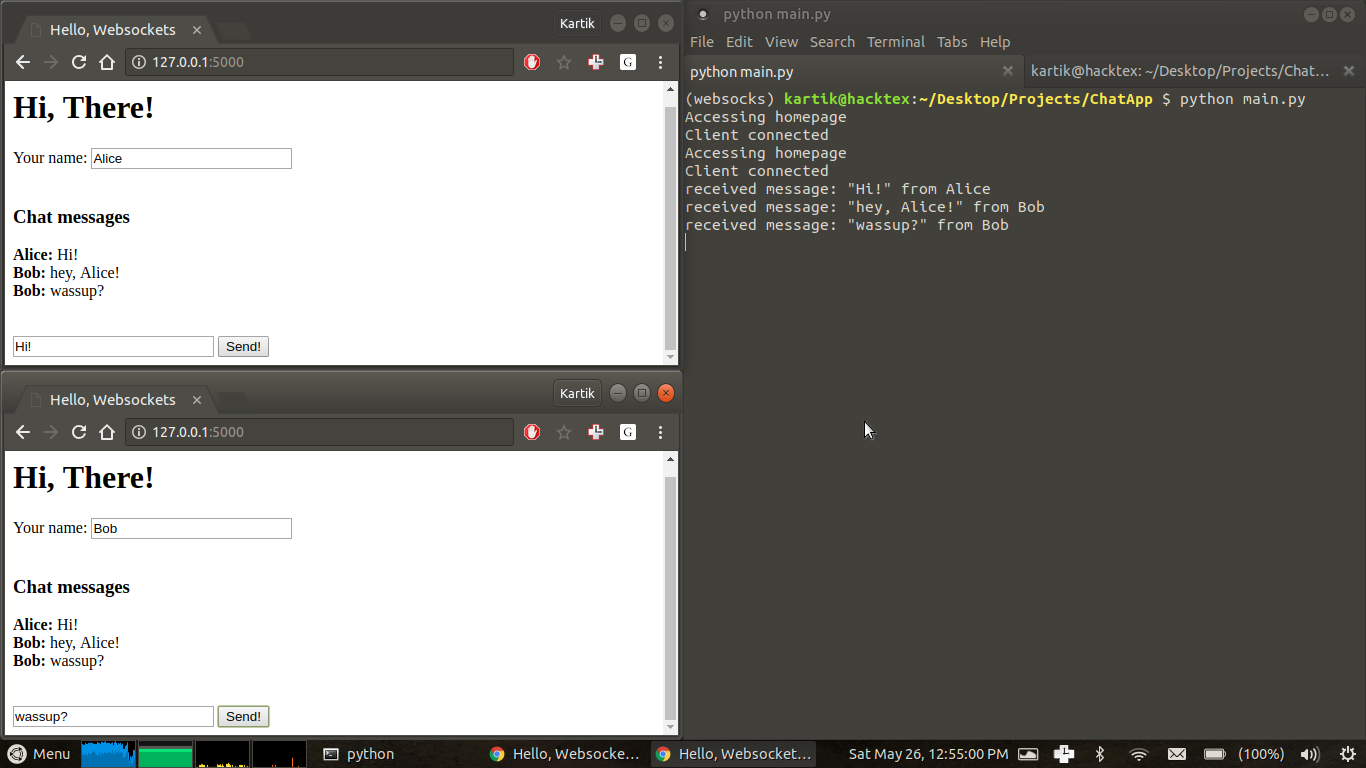 Hello, Websockets
Kartik
127.0.0.1:5000
G
Hi, There!
Your name: Alice
Chat messages
Alice: Hi!
Bob: hey, Alice!
Bob: wassup?
Hi! Send!
Hello, Websockets
Kartik
127.0.0.1:5000
G
Hi, There!
Your name: Bob
Chat messages
Alice: Hi!
Bob: hey, Alice!
Bob: wassup?
wassup? Send!
python main.py
File Edit View Search Terminal Tabs Help
python main.py kartik@hacktex: ~/Desktop/Projects/Chat...
(websocks) kartik@hacktex:~/Desktop/Projects/ChatApp $ python main.py
Accessing homepage
Client connected
Accessing homepage
Client connected
received message: "Hi!" from Alice
received message: "hey, Alice!" from Bob
received message: "wassup?" from Bob
Menu python Hello, Websocke... Hello, Websocket... Sat May 26, 12:55:00 PM (100%)